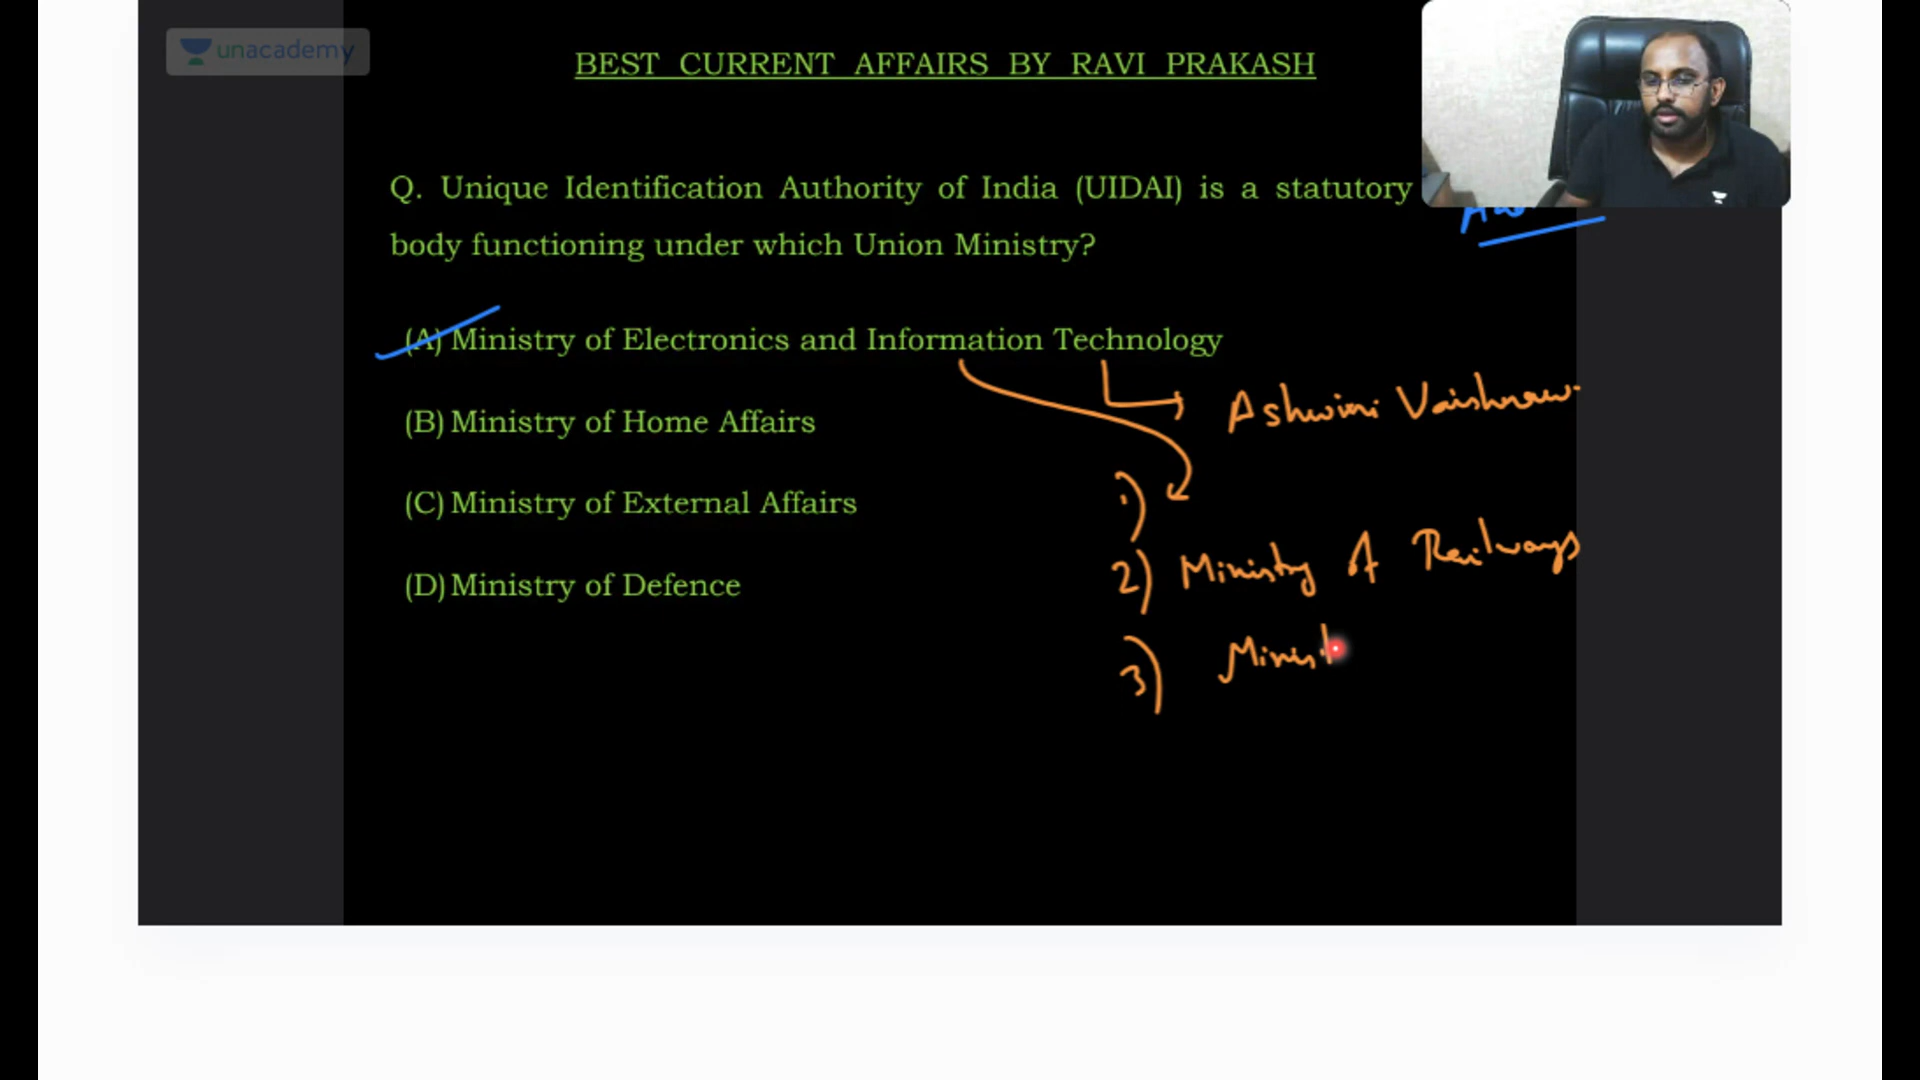 unacademy
BEST CURRENT AFFAIRS BY RAVI PRAKASH
Q. Unique Identification Authority of India (UIDAI) is a statutory
body functioning under which Union Ministry?
(A) Ministry of Electronics and Information Technology
Ashwini Vaishnaw.
(B) Ministry of Home Affairs
(C) Ministry of External Affairs
1)
2) Ministry of Railways
(D) Ministry of Defence
3) Minist